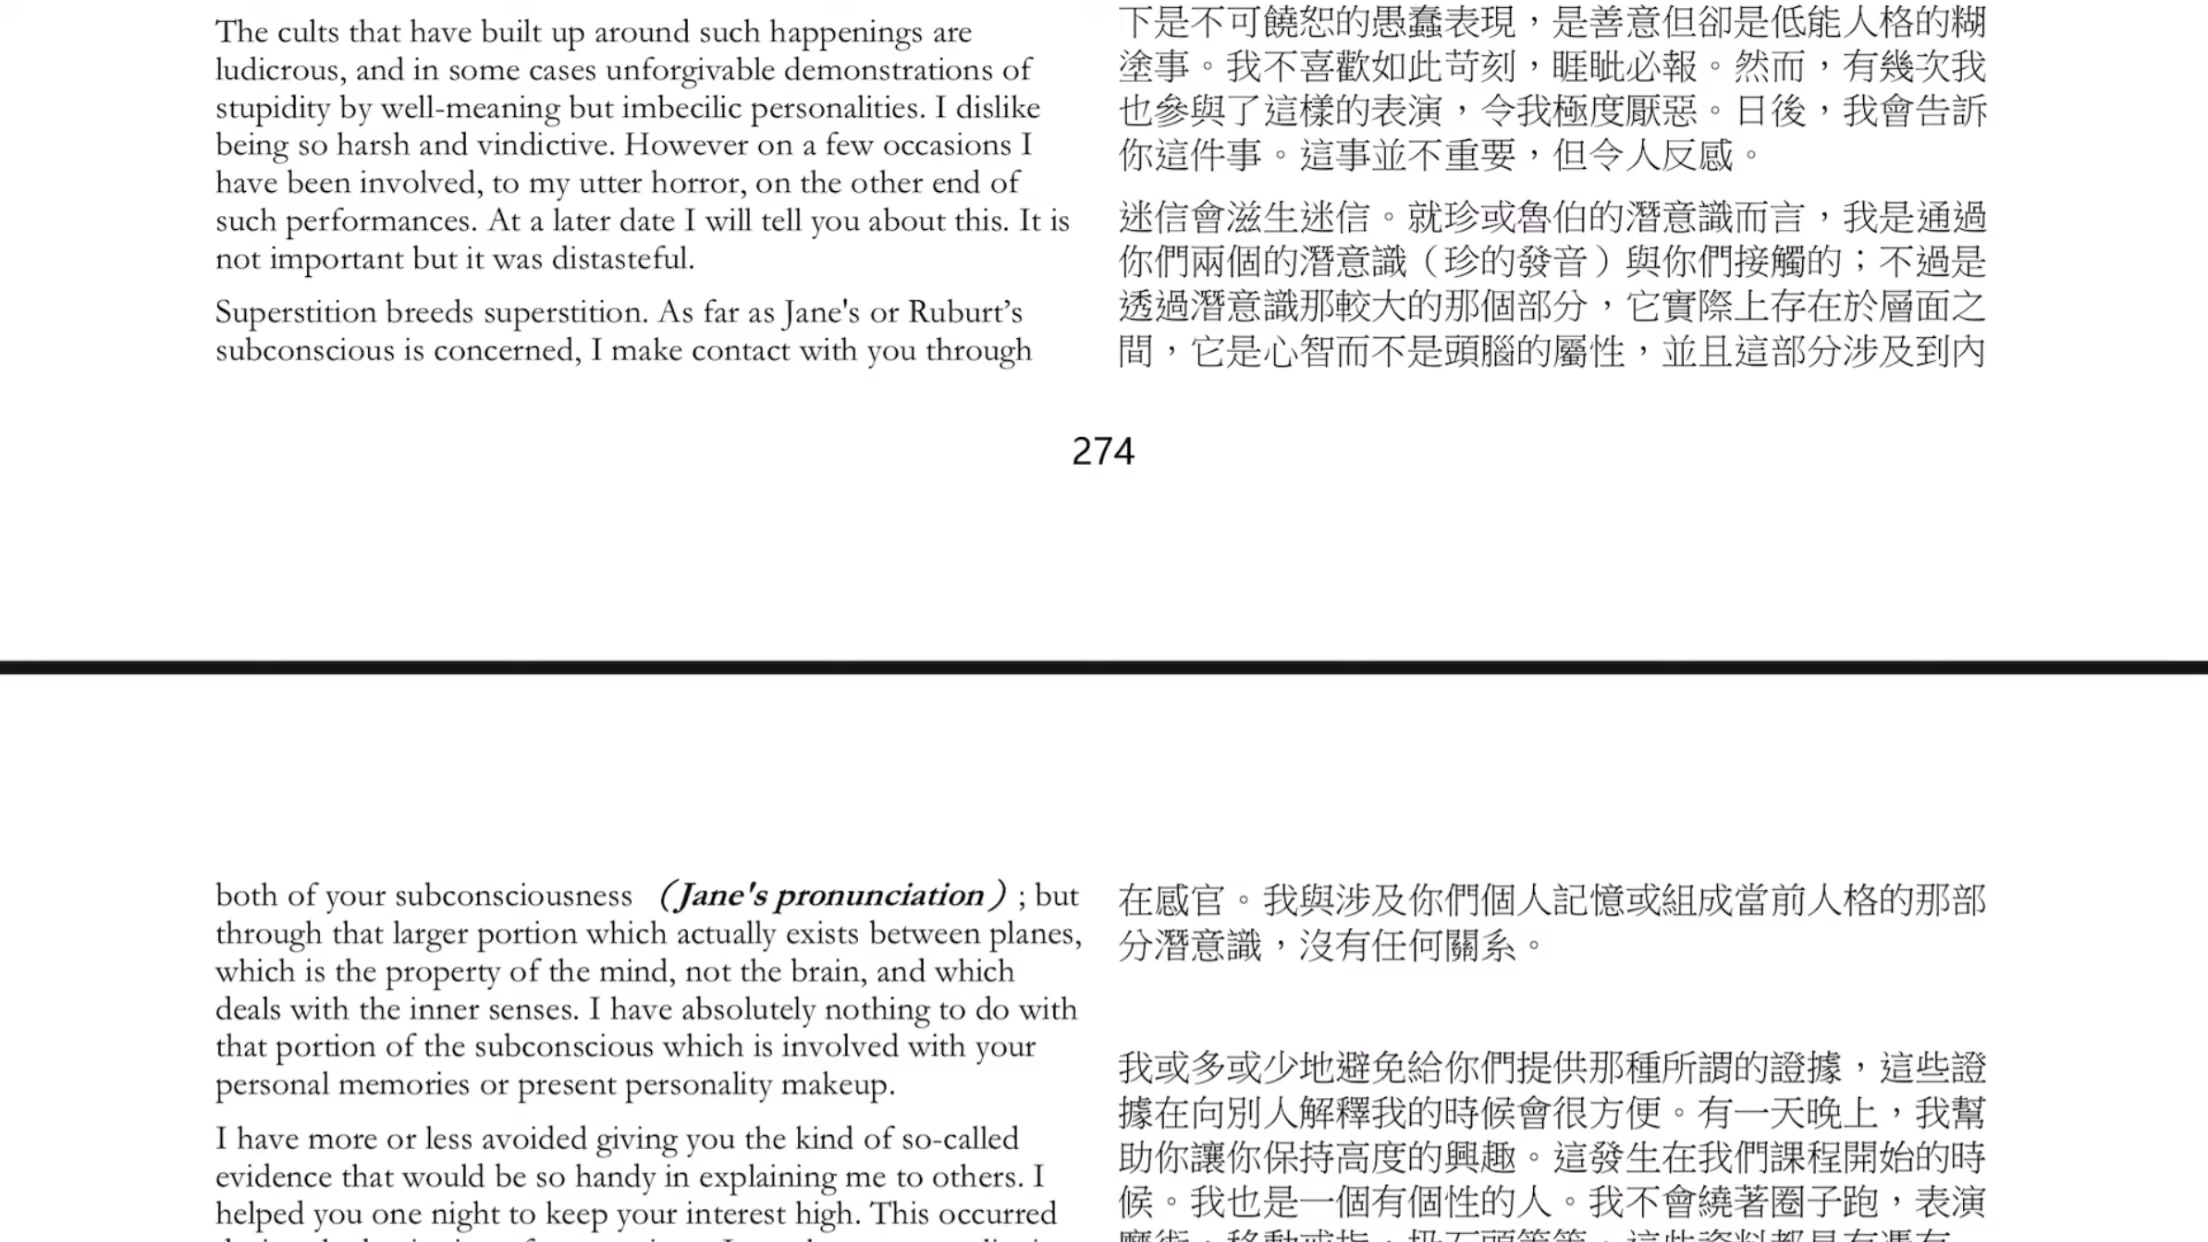 The cults that have built up around such happenings are
ludicrous, and in some cases unforgivable demonstrations of
stupidity by well-meaning but imbecilic personalities. I dislike
being so harsh and vindictive. However on a few occasions I
have been involved, to my utter horror, on the other end of
such performances. At a later date I will tell you about this. It is
not important but it was distasteful.
Superstition breeds superstition. As far as Jane's or Ruburt’s
subconscious is concerned, I make contact with you through
下是不可饒恕的愚蠢表現，是善意但卻是低能人格的糊
塗事。我不喜歡如此苛刻，睚眦必報。然而，有幾次我
也參與了這樣的表演，令我極度厭惡。日後，我會告訴
你這件事。這事並不重要，但令人反感。
迷信會滋生迷信。就珍或魯伯的潛意識而言，我是通過
你們兩個的潛意識（珍的發音）與你們接觸的；不過是
透過潛意識那較大的那個部分，它實際上存在於層面之
間，它是心智而不是頭腦的屬性，並且這部分涉及到內
274
both of your subconsciousness （Jane's pronunciation）; but
through that larger portion which actually exists between planes,
which is the property of the mind, not the brain, and which
deals with the inner senses. I have absolutely nothing to do with
that portion of the subconscious which is involved with your
personal memories or present personality makeup.
I have more or less avoided giving you the kind of so-called
evidence that would be so handy in explaining me to others. I
helped you one night to keep your interest high. This occurred
在感官。我與涉及你們個人記憶或組成當前人格的那部
分潛意識，沒有任何關系。
我或多或少地避免給你們提供那種所謂的證據，這些證
據在向別人解釋我的時候會很方便。有一天晚上，我幫
助你讓你保持高度的興趣。這發生在我們課程開始的時
候。我也是一個有個性的人。我不會繞著圈子跑，表演